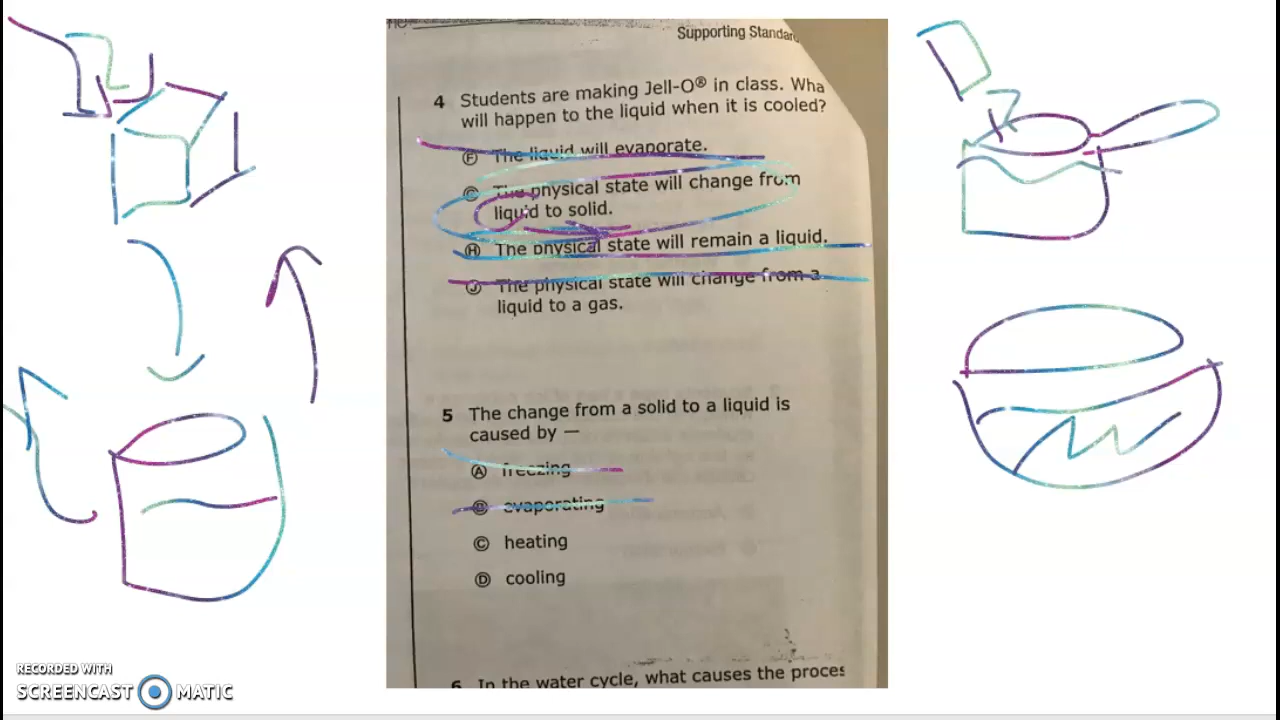 Supporting Standar
4 Students are making Jell-O® in class. Wha
will happen to the liquid when it is cooled?
Ⓕ The liquid will evaporate.
Ⓖ The physical state will change from
liquid to solid.
Ⓗ The physical state will remain a liquid.
Ⓙ The physical state will change from a
liquid to a gas.
5 The change from a solid to a liquid is
caused by —
Ⓐ freezing
Ⓑ evaporating
Ⓒ heating
Ⓓ cooling
6 In the water cycle, what causes the proces
RECORDED WITH
SCREENCAST MATIC